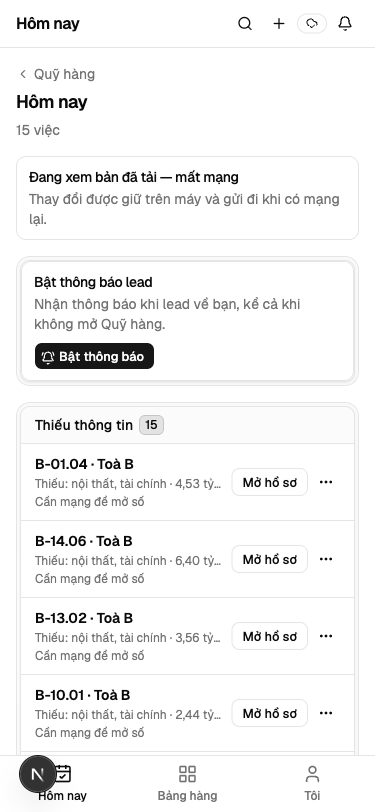 Hôm nay
Quỹ hàng
Hôm nay
15 việc
Đang xem bản đã tải — mất mạng
Thay đổi được giữ trên máy và gửi đi khi có mạng
lại.
Bật thông báo lead
Nhận thông báo khi lead về bạn, kể cả khi
không mở Quỹ hàng.
Bật thông báo
Thiếu thông tin 15
B-01.04 · Toà B
Thiếu: nội thất, tài chính · 4,53 tỷ...
Cần mạng để mở số
Mở hồ sơ
B-14.06 · Toà B
Thiếu: nội thất, tài chính · 6,40 tỷ...
Cần mạng để mở số
Mở hồ sơ
B-13.02 · Toà B
Thiếu: nội thất, tài chính · 3,56 tỷ...
Cần mạng để mở số
Mở hồ sơ
B-10.01 · Toà B
Thiếu: nội thất, tài chính · 2,44 tỷ...
Cần mạng để mở số
Mở hồ sơ
N
Hôm nay
Bảng hàng
Tôi